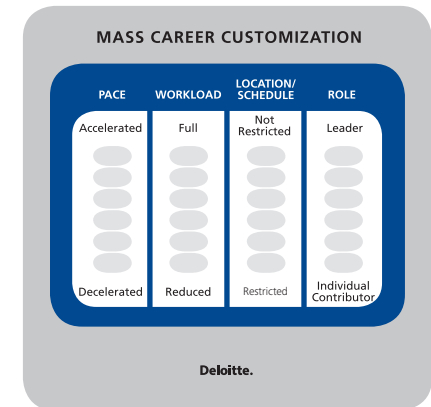 MASS CAREER CUSTOMIZATION
PACE
WORKLOAD
LOCATION/
SCHEDULE
ROLE
Accelerated
Full
Not
Restricted
Leader
Decelerated
Reduced
Restricted
Individual
Contributor
Deloitte.